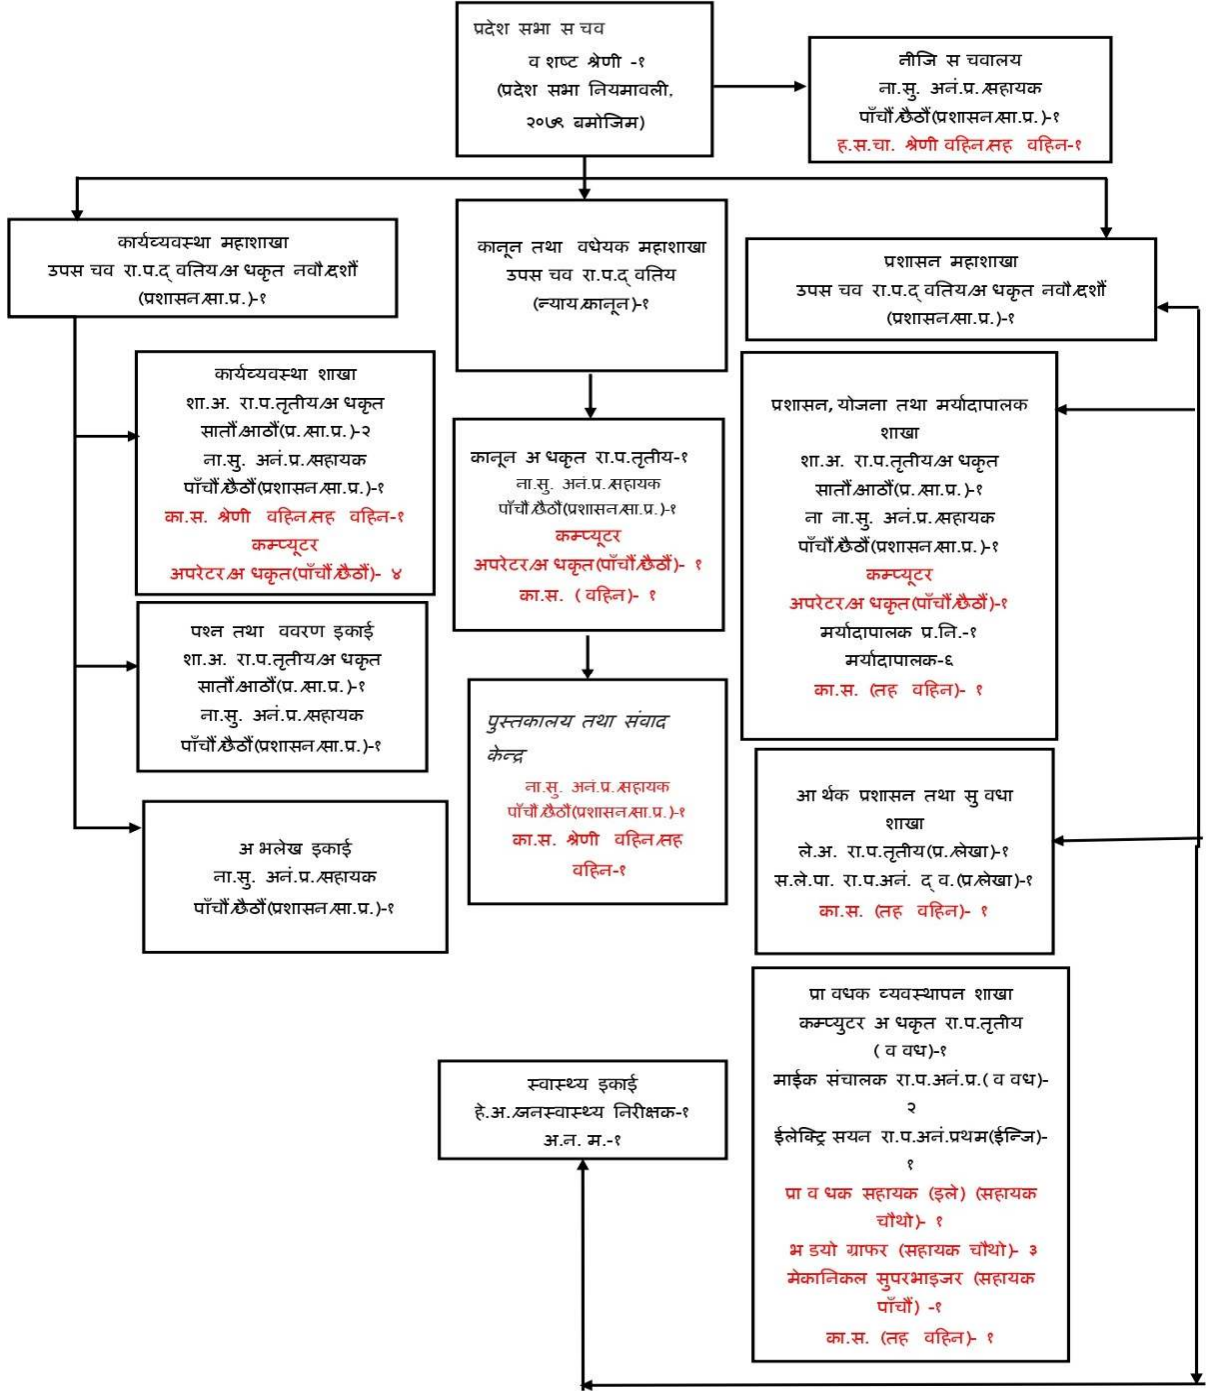 प्रदेश सभा स चव
व शष्ट श्रेणी -१
(प्रदेश सभा नियमावली,
२०७९ बमोजिम)
नीजि स चवालय
ना.सु. अनं.प्र./सहायक
पाँचौं/छैठौं(प्रशासन/सा.प्र.)-१
ह.स.चा. श्रेणी वहिन/सह वहिन-१
कार्यव्यवस्था महाशाखा
उपस चव रा.प.द् वतिय/अ धकृत नवौं/दशौं
(प्रशासन/सा.प्र.)-१
कानून तथा वधेयक महाशाखा
उपस चव रा.प.द् वतिय
(न्याय/कानून)-१
प्रशासन महाशाखा
उपस चव रा.प.द् वतिय/अ धकृत नवौं/दशौं
(प्रशासन/सा.प्र.)-१
कार्यव्यवस्था शाखा
शा.अ. रा.प.तृतीय/अ धकृत
सातौं/आठौं(प्र./सा.प्र.)-२
ना.सु. अनं.प्र./सहायक
पाँचौं/छैठौं(प्रशासन/सा.प्र.)-१
का.स. श्रेणी वहिन/सह वहिन-१
कम्प्यूटर
अपरेटर/अ धकृत(पाँचौं/छैठौं)- ४
पश्न तथा ववरण इकाई
शा.अ. रा.प.तृतीय/अ धकृत
सातौं/आठौं(प्र./सा.प्र.)-१
ना.सु. अनं.प्र./सहायक
पाँचौं/छैठौं(प्रशासन/सा.प्र.)-१
अ भलेख इकाई
ना.सु. अनं.प्र./सहायक
पाँचौं/छैठौं(प्रशासन/सा.प्र.)-१
कानून अ धकृत रा.प.तृतीय-१
ना.सु. अनं.प्र./सहायक
पाँचौं/छैठौं(प्रशासन/सा.प्र.)-१
कम्प्यूटर
अपरेटर/अ धकृत(पाँचौं/छैठौं)- १
का.स. ( वहिन)- १
पुस्तकालय तथा संवाद
केन्द्र
ना.सु. अनं.प्र./सहायक
पाँचौं/छैठौं(प्रशासन/सा.प्र.)-१
का.स. श्रेणी वहिन/सह
वहिन-१
प्रशासन, योजना तथा मर्यादापालक
शाखा
शा.अ. रा.प.तृतीय/अ धकृत
सातौं/आठौं(प्र./सा.प्र.)-१
ना ना.सु. अनं.प्र./सहायक
पाँचौं/छैठौं(प्रशासन/सा.प्र.)-१
कम्प्यूटर
अपरेटर/अ धकृत(पाँचौं/छैठौं)-१
मर्यादापालक प्र.नि.-१
मर्यादापालक-६
का.स. (तह वहिन)- १
आ र्थक प्रशासन तथा सु वधा
शाखा
ले.अ. रा.प.तृतीय(प्र./लेखा)-१
स.ले.पा. रा.प.अनं. द् व.(प्र/लेखा)-१
का.स. (तह वहिन)- १
प्रा वधक व्यवस्थापन शाखा
कम्प्युटर अ धकृत रा.प.तृतीय
( व वध)-१
माईक संचालक रा.प.अनं.प्र.( व वध)-
२
ईलेक्ट्रि सयन रा.प.अनं.प्रथम(ईन्जि)-
१
प्रा व धक सहायक (इले) (सहायक
चौथो)- १
भ डयो ग्राफर (सहायक चौथो)- ३
मेकानिकल सुपरभाइजर (सहायक
पाँचौं) -१
का.स. (तह वहिन)- १
स्वास्थ्य इकाई
हे.अ./जनस्वास्थ्य निरीक्षक-१
अ.न. म.-१